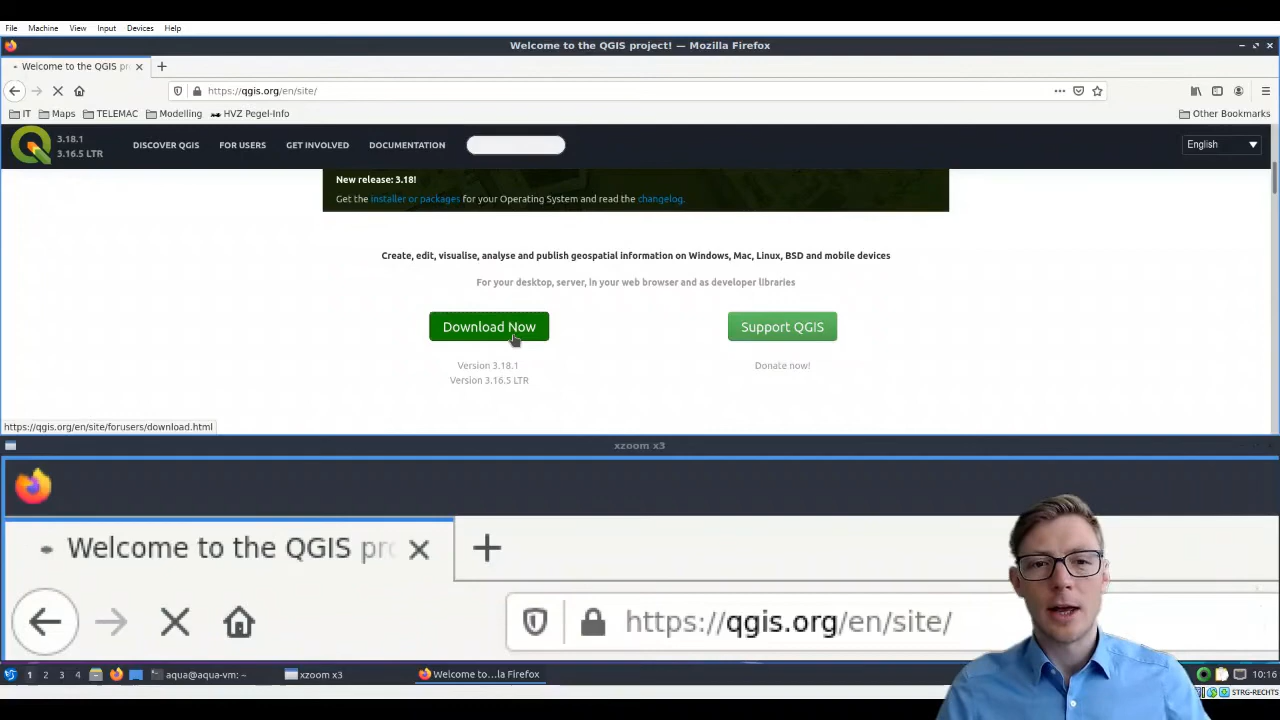 File Machine View Input Devices Help
Welcome to the QGIS project! — Mozilla Firefox
Welcome to the QGIS pr
https://qgis.org/en/site/
IT Maps TELEMAC Modelling HVZ Pegel-Info Other Bookmarks
3.18.1
3.16.5 LTR
DISCOVER QGIS FOR USERS GET INVOLVED DOCUMENTATION English
New release: 3.18!
Get the installer or packages for your Operating System and read the changelog.
Create, edit, visualise, analyse and publish geospatial information on Windows, Mac, Linux, BSD and mobile devices
For your desktop, server, in your web browser and as developer libraries
Download Now Support QGIS
Version 3.18.1 Donate now!
Version 3.16.5 LTR
https://qgis.org/en/site/forusers/download.html
xzoom x3
Welcome to the QGIS pro
https://qgis.org/en/site/
1 2 3 4 aqua@aqua-vm: ~ xzoom x3 Welcome to...la Firefox 10:16
STRG-RECHTS